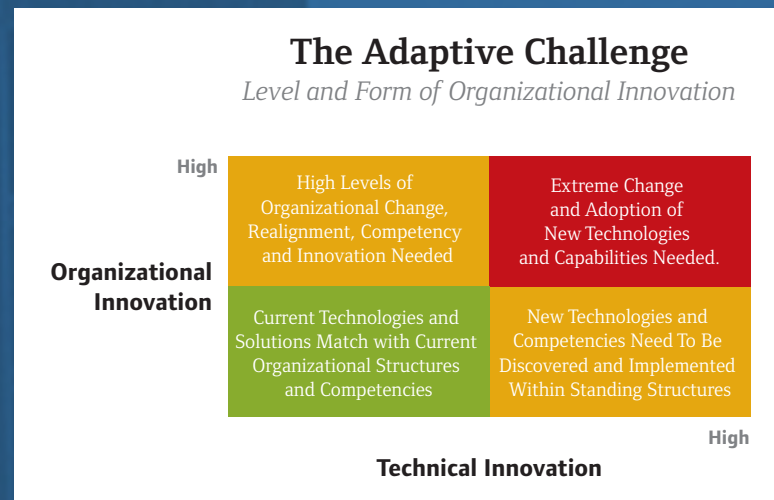 The Adaptive Challenge
Level and Form of Organizational Innovation
High
High Levels of
Organizational Change,
Realignment, Competency
and Innovation Needed
Extreme Change
and Adoption of
New Technologies
and Capabilities Needed.
Organizational
Innovation
Current Technologies and
Solutions Match with Current
Organizational Structures
and Competencies
New Technologies and
Competencies Need To Be
Discovered and Implemented
Within Standing Structures
High
Technical Innovation